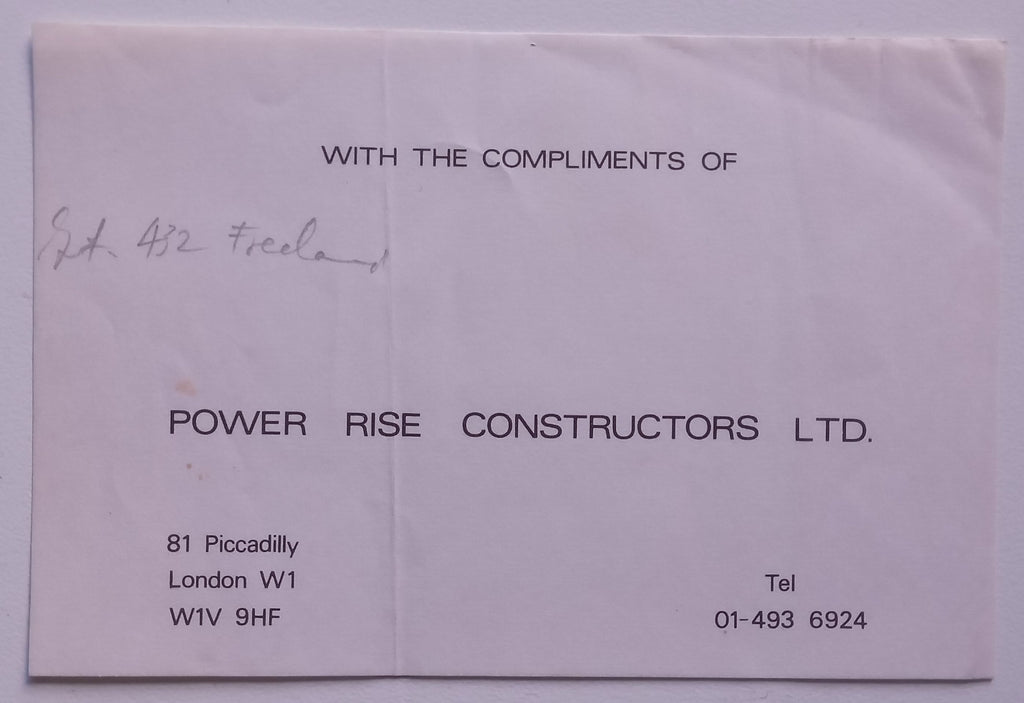 WITH THE COMPLIMENTS OF
432 Freeland
POWER RISE CONSTRUCTORS LTD.
81 Piccadilly
London W1
W1V 9HF
Tel
01-493 6924